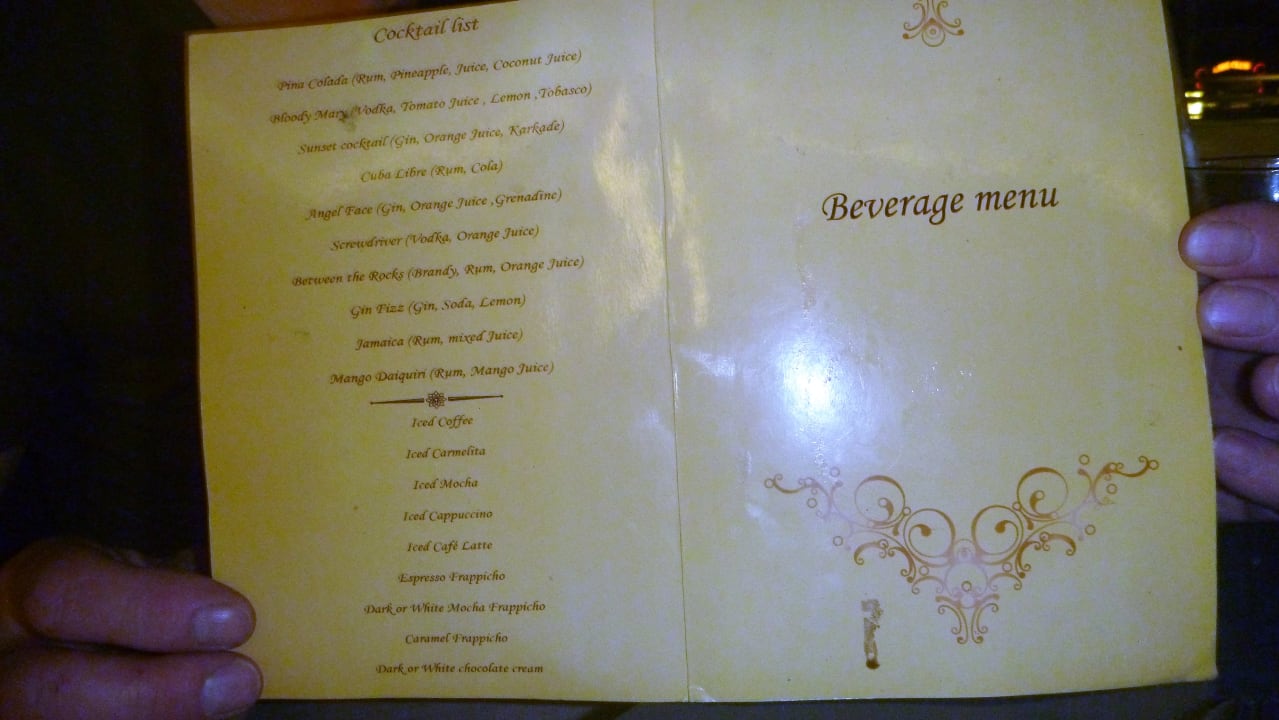 Cocktail list
Pina Colada (Rum, Pineapple, Juice, Coconut Juice)
Bloody Mary (Vodka, Tomato Juice , Lemon ,Tobasco)
Sunset cocktail (Gin, Orange Juice, Karkade)
Cuba Libre (Rum, Cola)
Angel Face (Gin, Orange Juice ,Grenadine)
Screwdriver (Vodka, Orange Juice)
Between the Rocks (Brandy, Rum, Orange Juice)
Gin Fizz (Gin, Soda, Lemon)
Jamaica (Rum, mixed Juice)
Mango Daiquiri (Rum, Mango Juice)
Iced Coffee
Iced Carmelita
Iced Mocha
Iced Cappuccino
Iced Café Latte
Espresso Frappicho
Dark or White Mocha Frappicho
Caramel Frappicho
Dark or White chocolate cream
Beverage menu